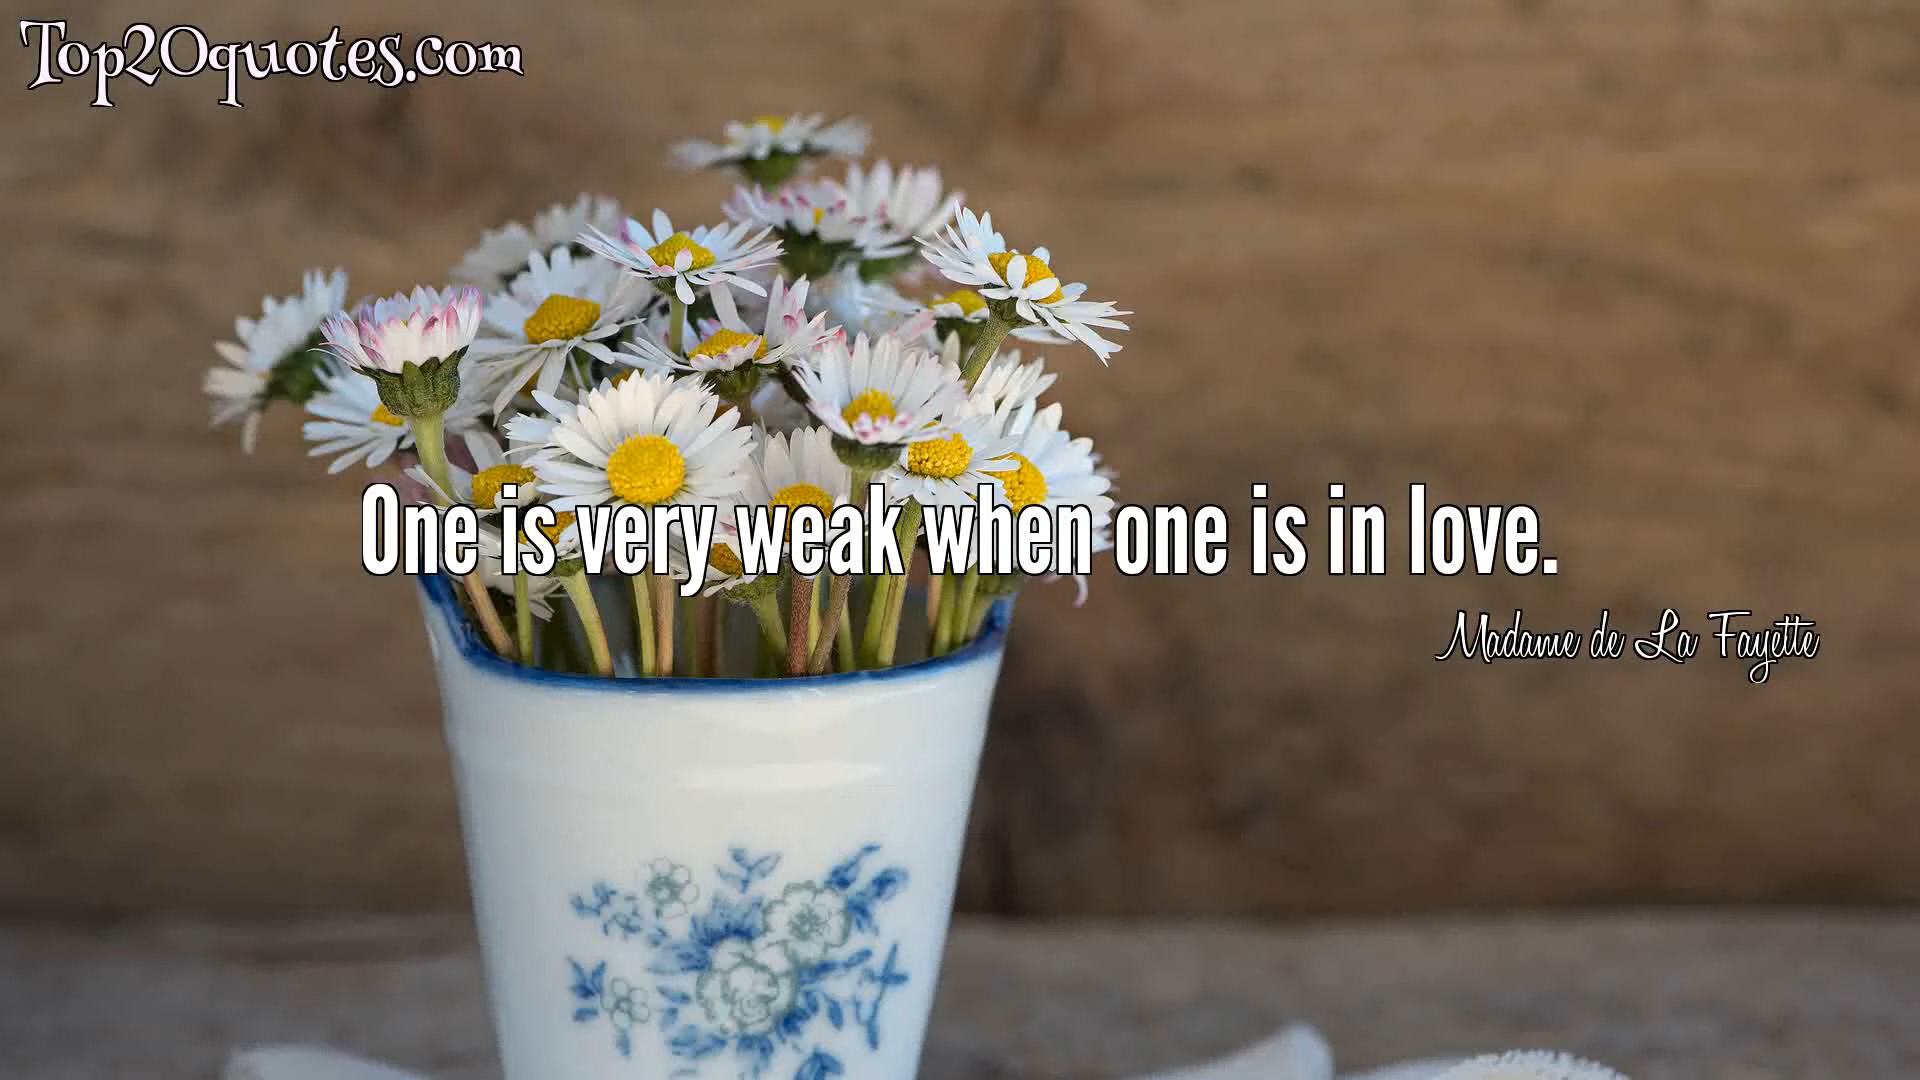 Top20quotes.com
One is very weak when one is in love.
Madame de La Fayette